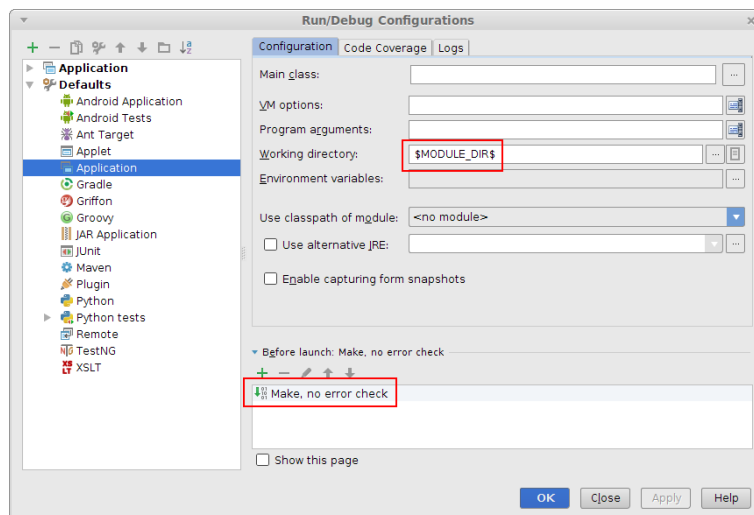 Run/Debug Configurations
Application
Defaults
Android Application
Android Tests
Ant Target
Applet
Application
Gradle
Griffon
Groovy
JAR Application
JUnit
Maven
Plugin
Python
Python tests
Remote
TestNG
XSLT
Configuration Code Coverage Logs
Main class:
VM options:
Program arguments:
Working directory: $MODULE_DIR$
Environment variables:
Use classpath of module: <no module>
Use alternative JRE:
Enable capturing form snapshots
Before launch: Make, no error check
Make, no error check
Show this page
OK Close Apply Help